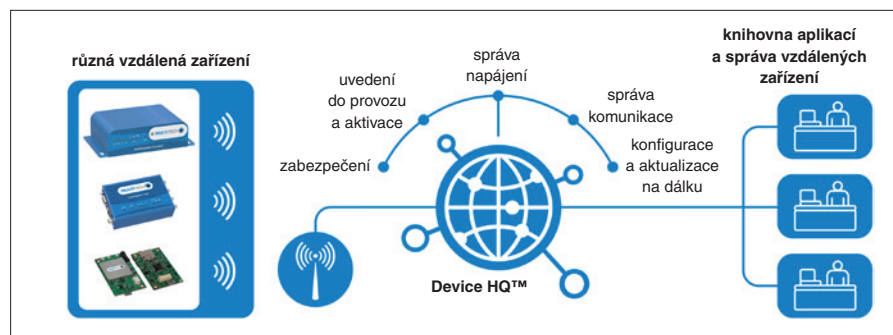 různá vzdálená zařízení
zabezpečení
uvedení
do provozu
a aktivace
správa
napájení
správa
komunikace
konfigurace
a aktualizace
na dálku
Device HQ™
knihovna aplikací
a správa vzdálených
zařízení